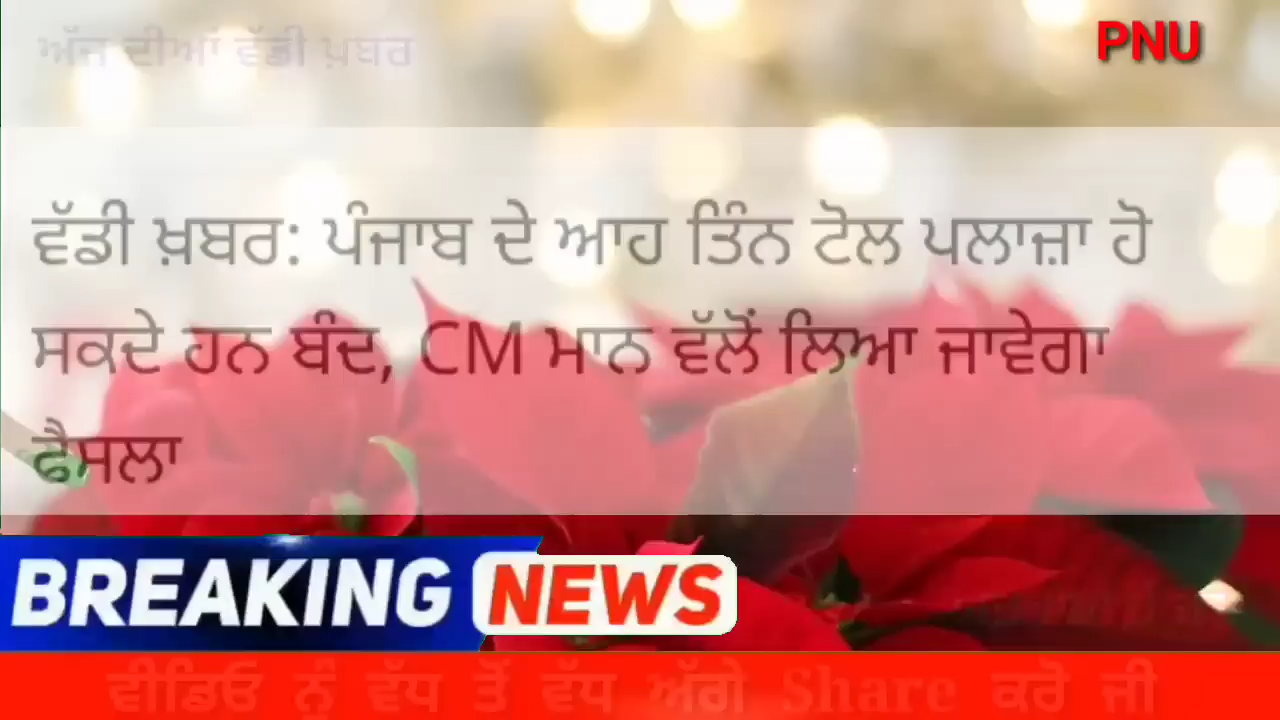 ਅੱਜ ਦੀਆਂ ਵੱਡੀ ਖ਼ਬਰ
PNU
ਵੱਡੀ ਖ਼ਬਰ: ਪੰਜਾਬ ਦੇ ਆਹ ਤਿੰਨ ਟੋਲ ਪਲਾਜ਼ਾ ਹੋ
ਸਕਦੇ ਹਨ ਬੰਦ, CM ਮਾਨ ਵੱਲੋਂ ਲਿਆ ਜਾਵੇਗਾ
ਫੈਸਲਾ
BREAKING NEWS
ਵੀਡਿਓ ਨੂੰ ਵੱਧ ਤੋਂ ਵੱਧ ਅੱਗੇ Share ਕਰੋ ਜੀ